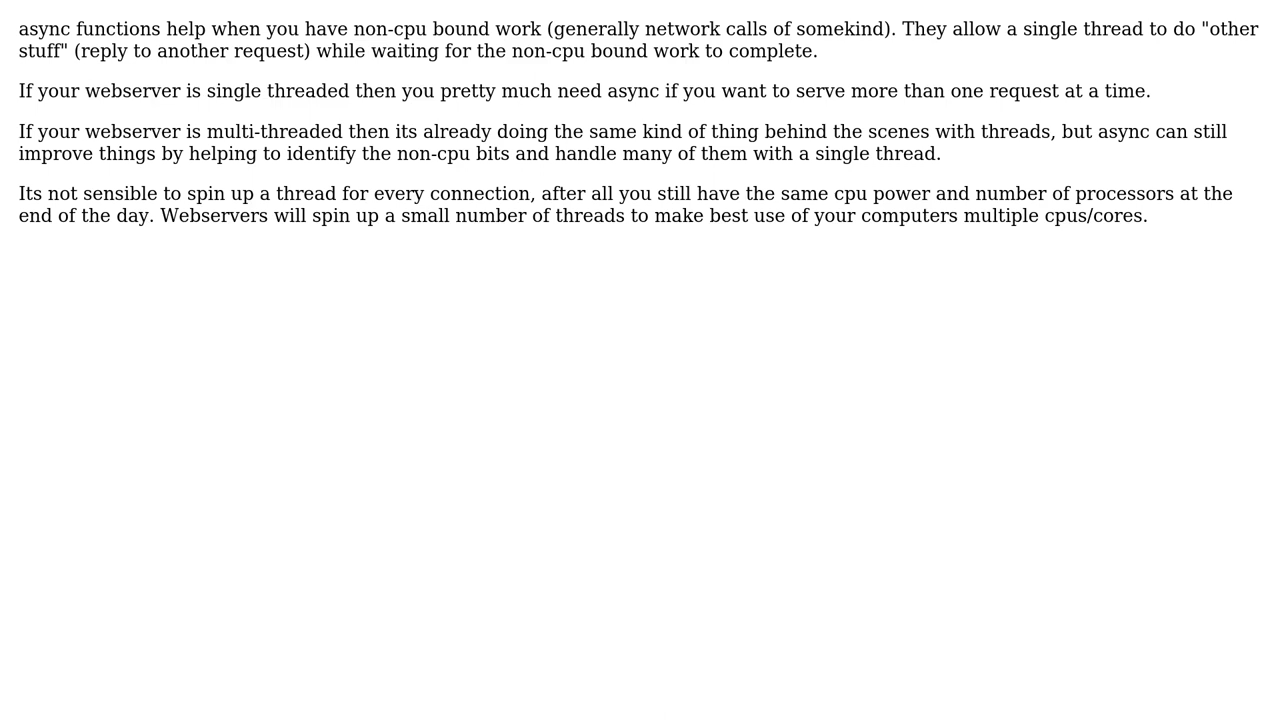 async functions help when you have non-cpu bound work (generally network calls of somekind). They allow a single thread to do "other
stuff" (reply to another request) while waiting for the non-cpu bound work to complete.
If your webserver is single threaded then you pretty much need async if you want to serve more than one request at a time.
If your webserver is multi-threaded then its already doing the same kind of thing behind the scenes with threads, but async can still
improve things by helping to identify the non-cpu bits and handle many of them with a single thread.
Its not sensible to spin up a thread for every connection, after all you still have the same cpu power and number of processors at the
end of the day. Webservers will spin up a small number of threads to make best use of your computers multiple cpus/cores.